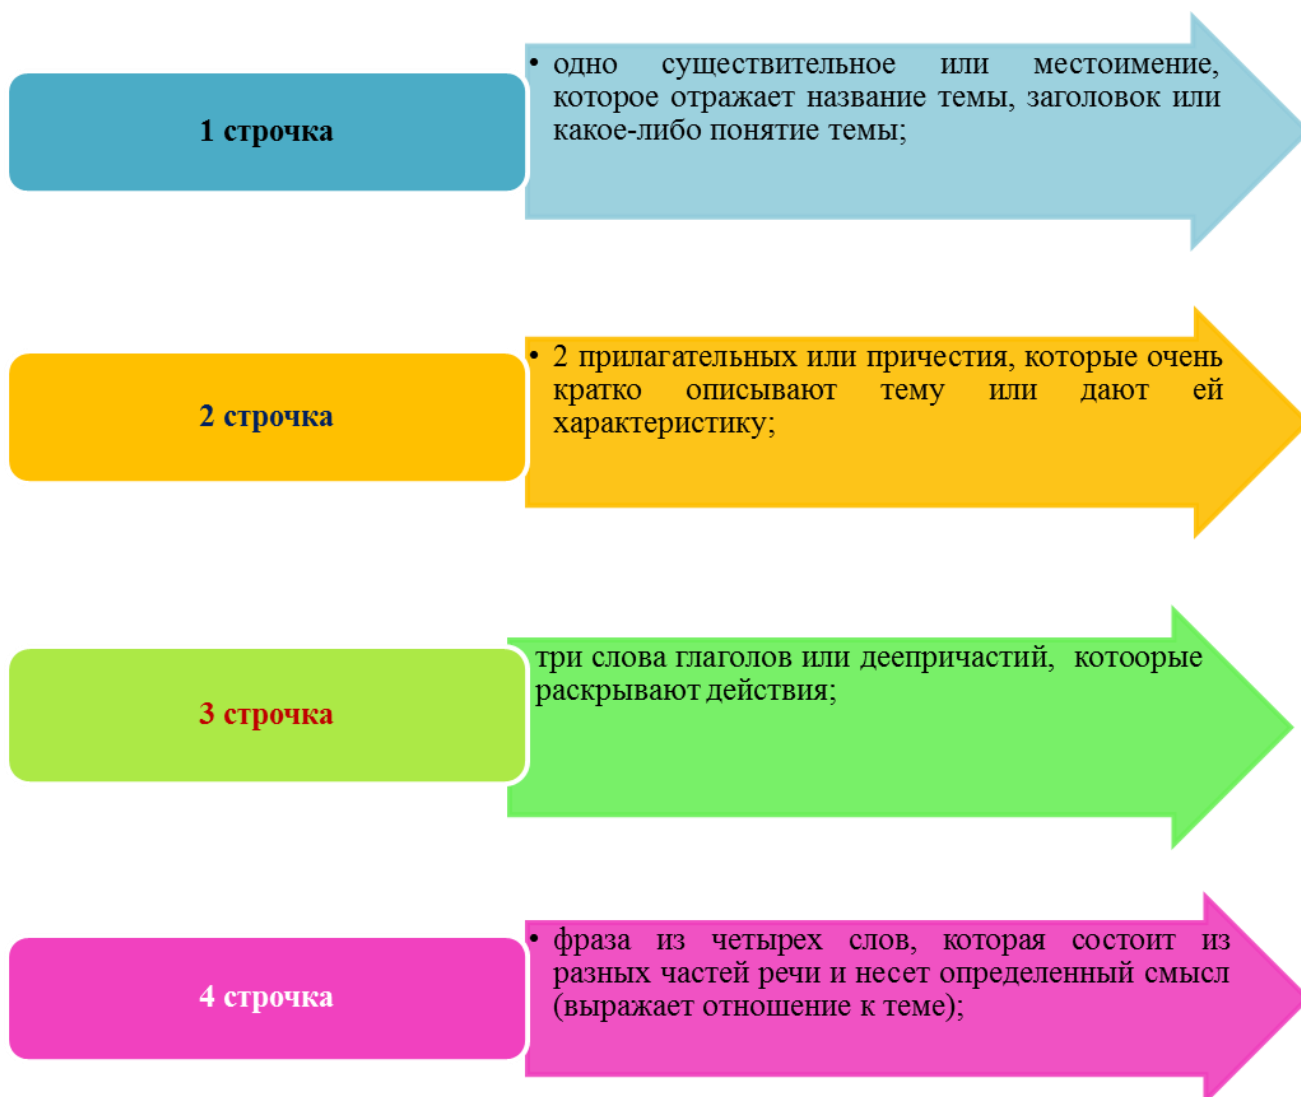 1 строчка
• одно существительное или местоимение,
которое отражает название темы, заголовок или
какое-либо понятие темы;
2 строчка
• 2 прилагательных или причестия, которые очень
кратко описывают тему или дают ей
характеристику;
3 строчка
три слова глаголов или деепричастий, котоорые
раскрывают действия;
4 строчка
• фраза из четырех слов, которая состоит из
разных частей речи и несет определенный смысл
(выражает отношение к теме);